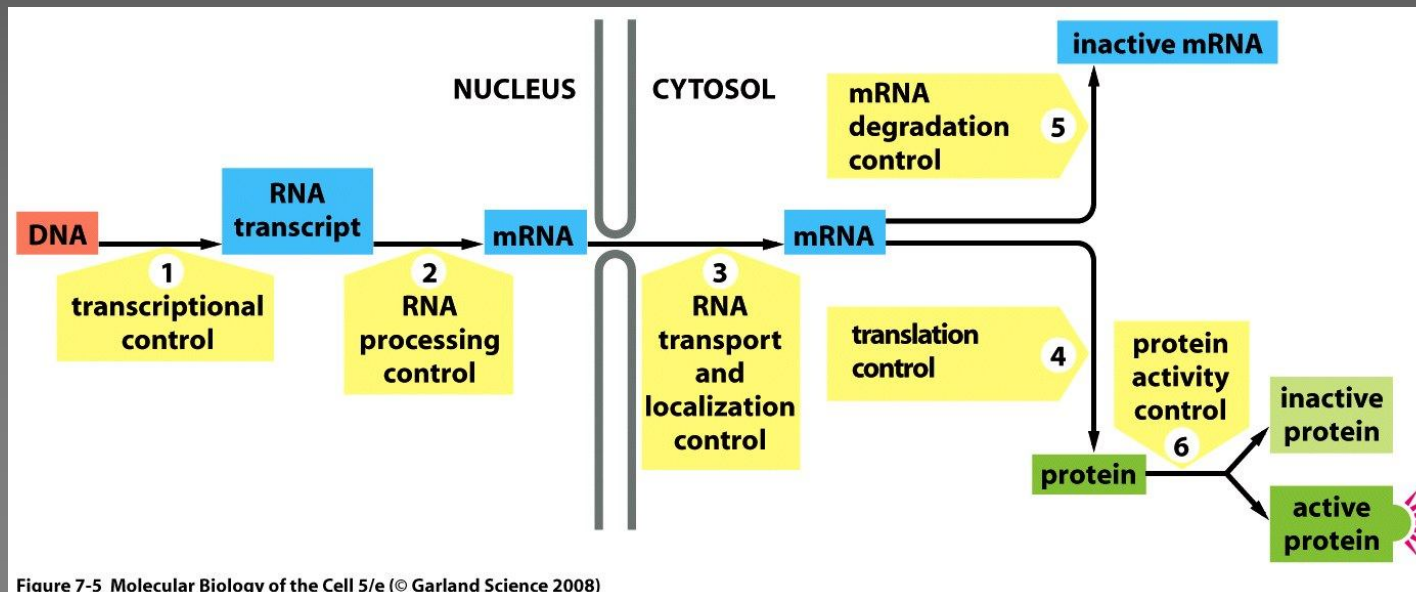 NUCLEUS
CYTOSOL
inactive mRNA
mRNA
degradation
control
5
DNA
RNA
transcript
mRNA
mRNA
1
transcriptional
control
2
RNA
processing
control
3
RNA
transport
and
localization
control
translation
control
4
protein
activity
control
6
protein
inactive
protein
active
protein
Figure 7-5 Molecular Biology of the Cell 5/e (© Garland Science 2008)